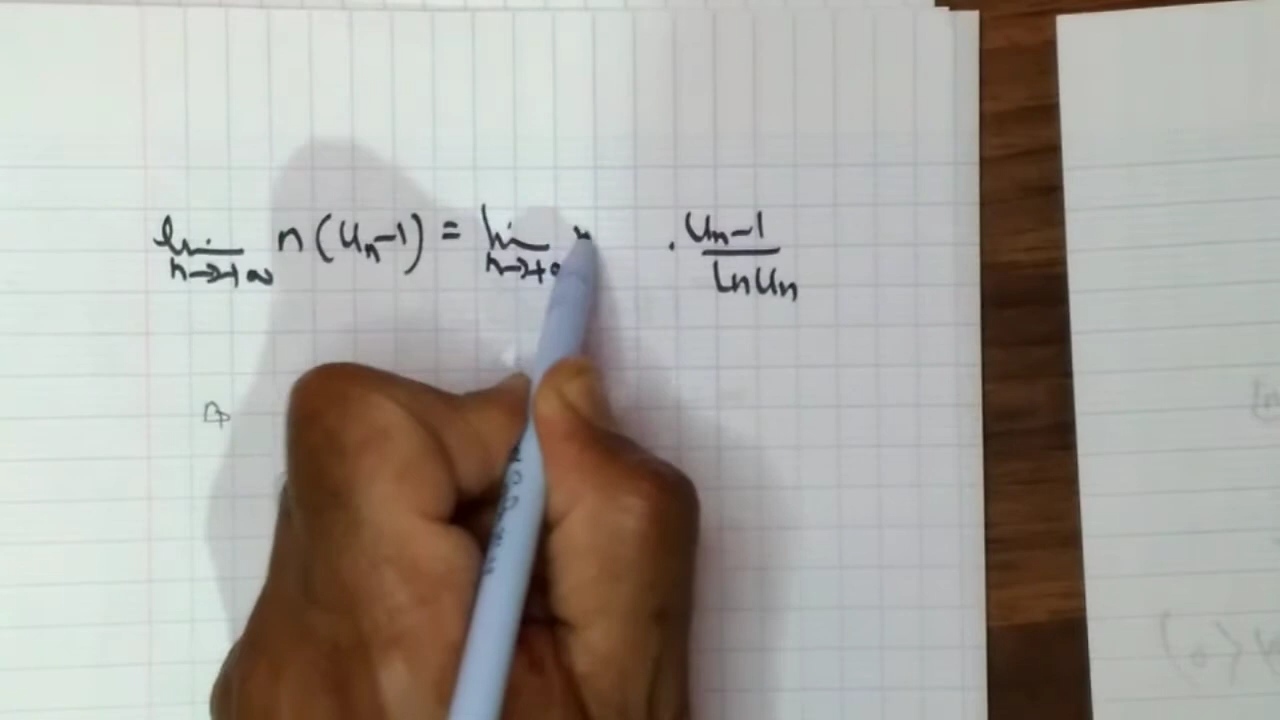 lim n(Uₙ-1) = lim n . Uₙ-1
n→+∞ n→+∞ ln Uₙ